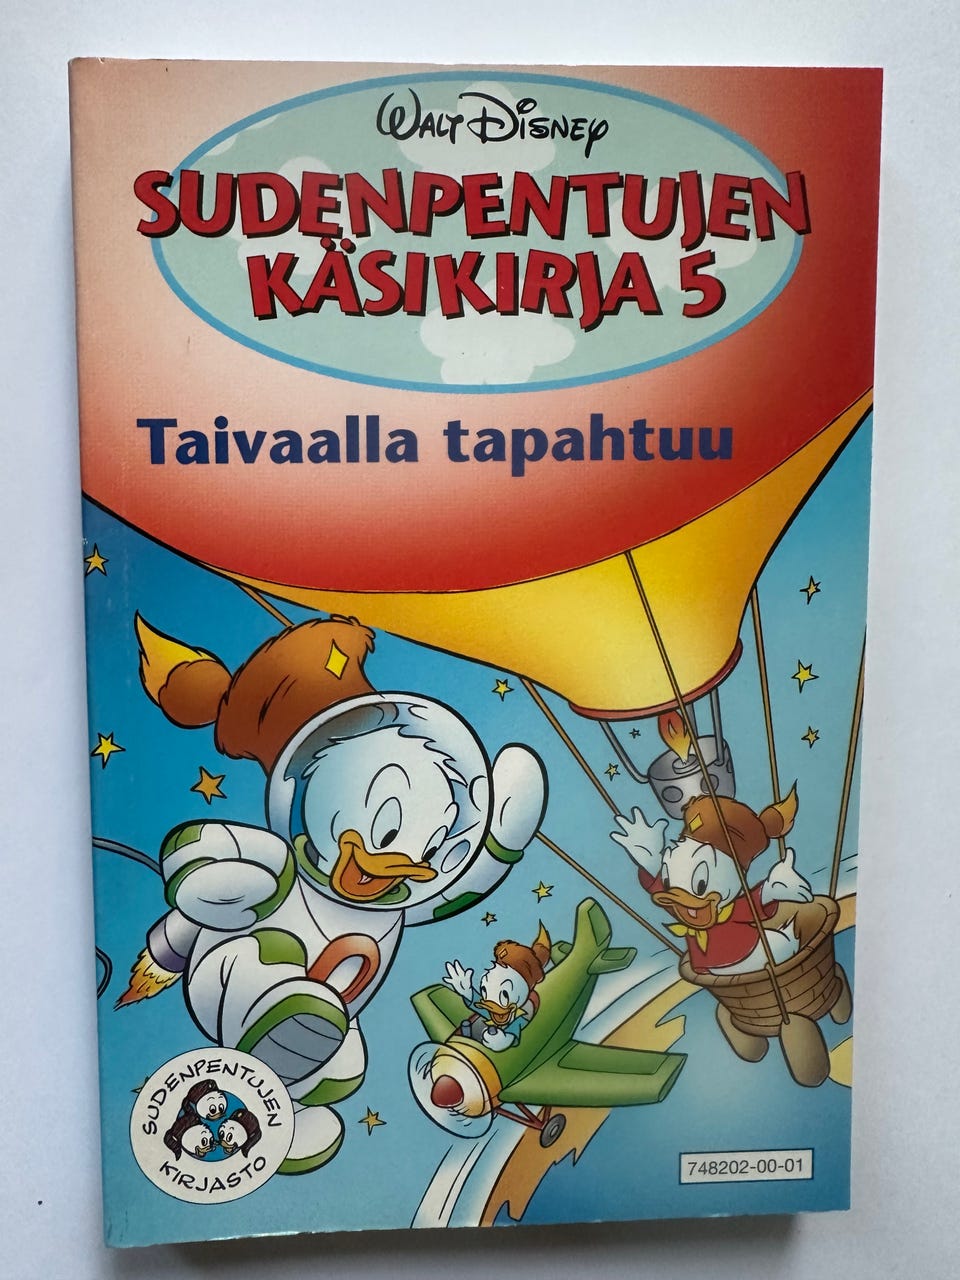 WALT DISNEY
SUDENPENTUJEN
KÄSIKIRJA 5
Taivaalla tapahtuu
SUDENPENTUJEN
KIRJASTO
748202-00-01